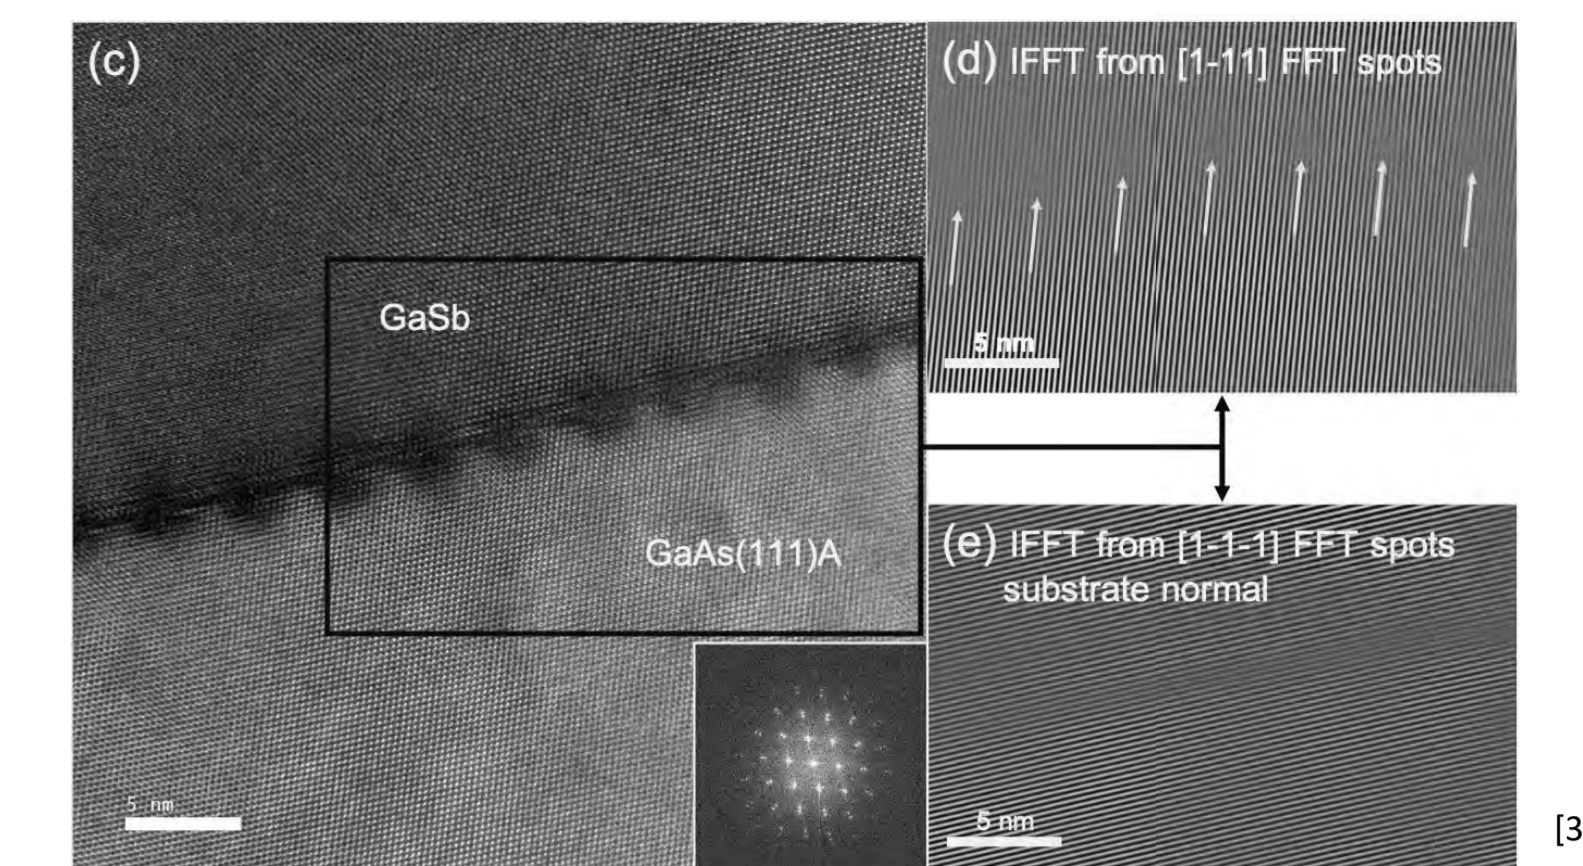 (c)
GaSb
GaAs(111)A
5 nm
(d) IFFT from [1-11] FFT spots
5 nm
(e) IFFT from [1-1-1] FFT spots
substrate normal
5 nm
[3